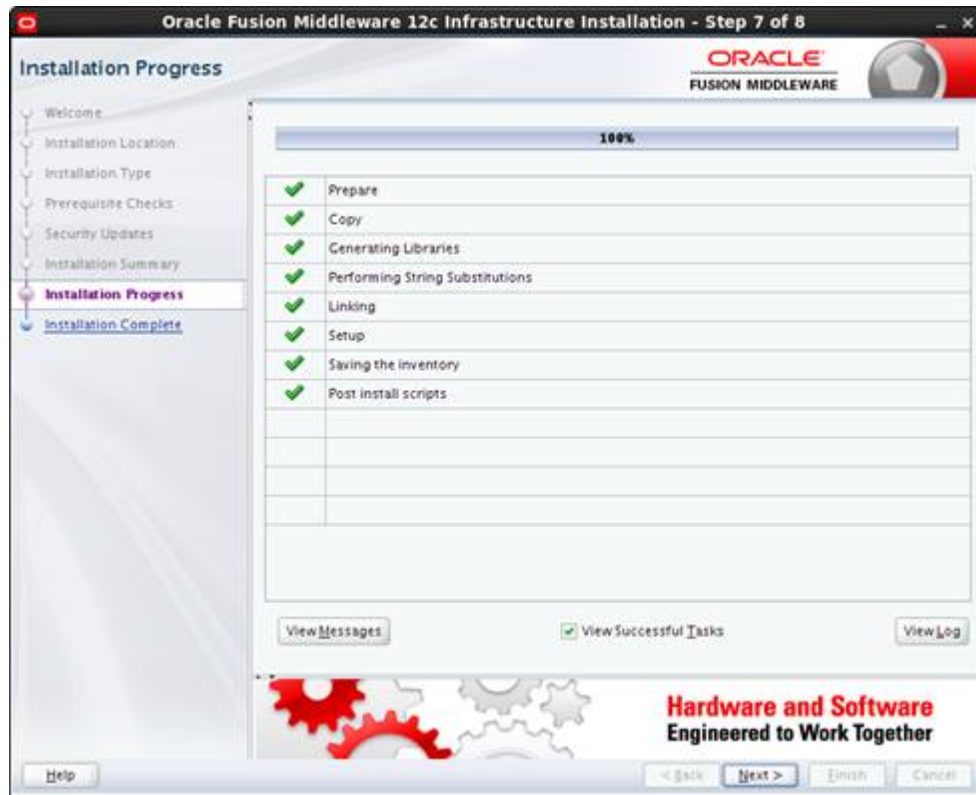 Oracle Fusion Middleware 12c Infrastructure Installation - Step 7 of 8
Installation Progress
ORACLE
FUSION MIDDLEWARE
Welcome
Installation Location
Installation Type
Prerequisite Checks
Security Updates
Installation Summary
Installation Progress
Installation Complete
100%
Prepare
Copy
Generating Libraries
Performing String Substitutions
Linking
Setup
Saving the inventory
Post install scripts
View Messages
View Successful Tasks
View Log
Hardware and Software
Engineered to Work Together
Help
< Back
Next >
Finish
Cancel